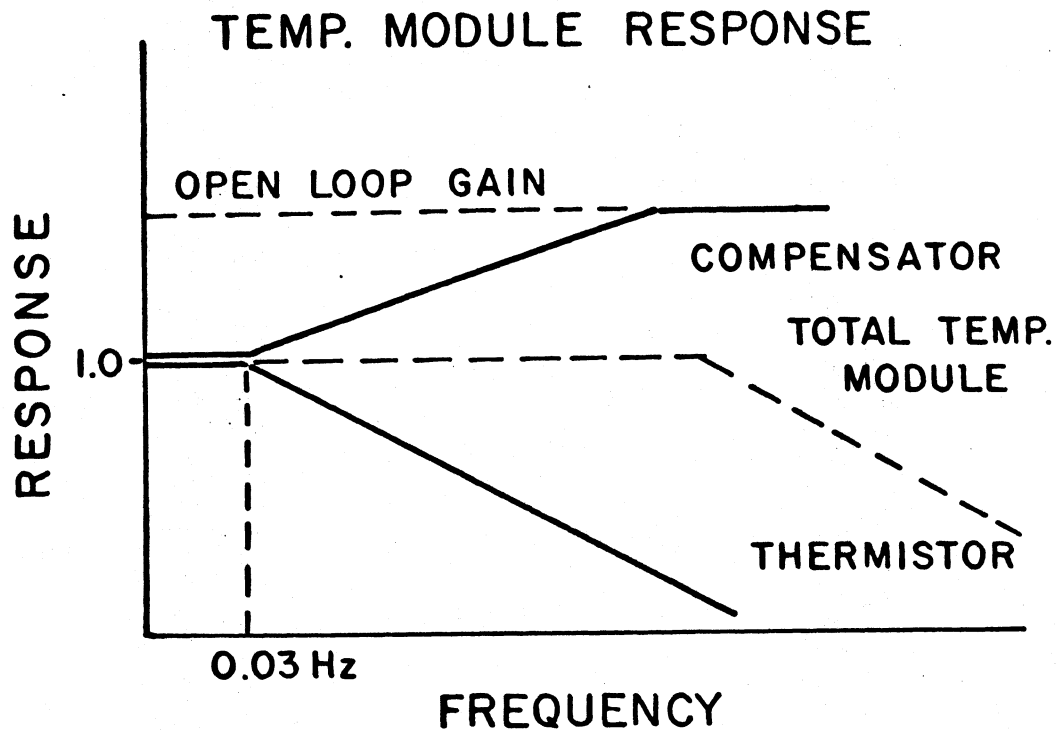 TEMP. MODULE RESPONSE
OPEN LOOP GAIN
COMPENSATOR
TOTAL TEMP.
MODULE
1.0
RESPONSE
THERMISTOR
0.03 Hz
FREQUENCY